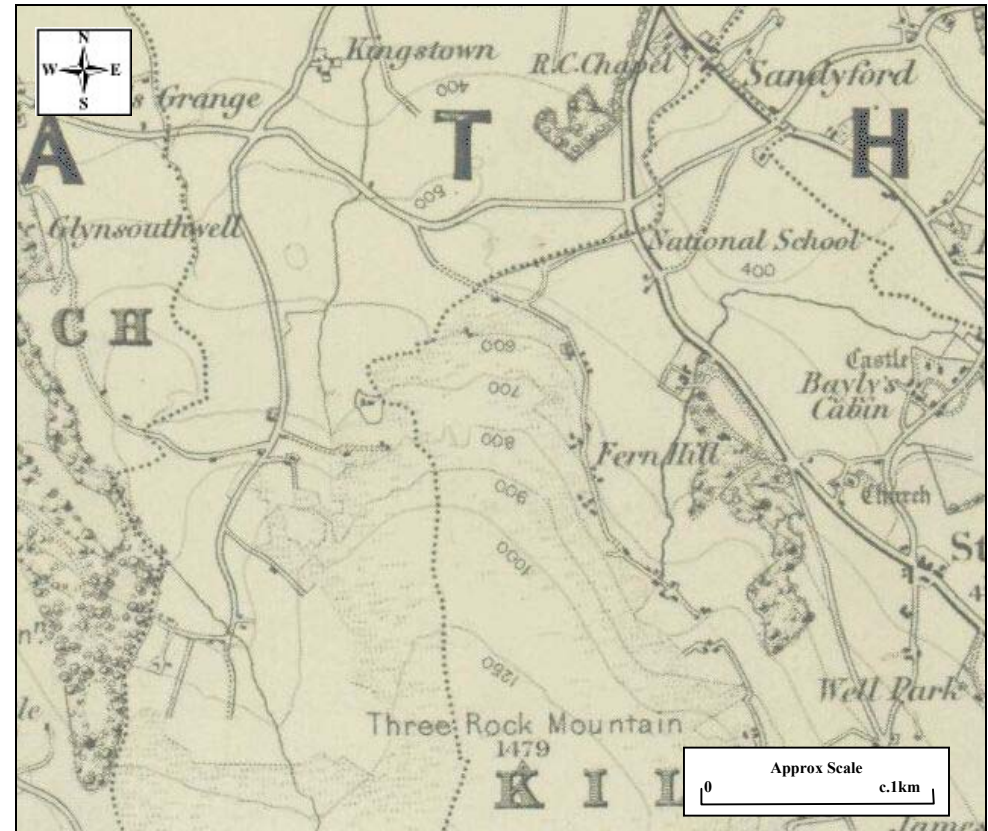 N
W E
S
Kingstown
R.C. Chapel
Sandyford
s Grange
400
A T H
500
Glynsouthwell
National School
400
C H
600
Castle
700
Bayly's
Cabin
800
Fern Hill
900
Church
1000
St
1250
Well Park
Three Rock Mountain
1479
K I L
Approx Scale
0 c.1km
James